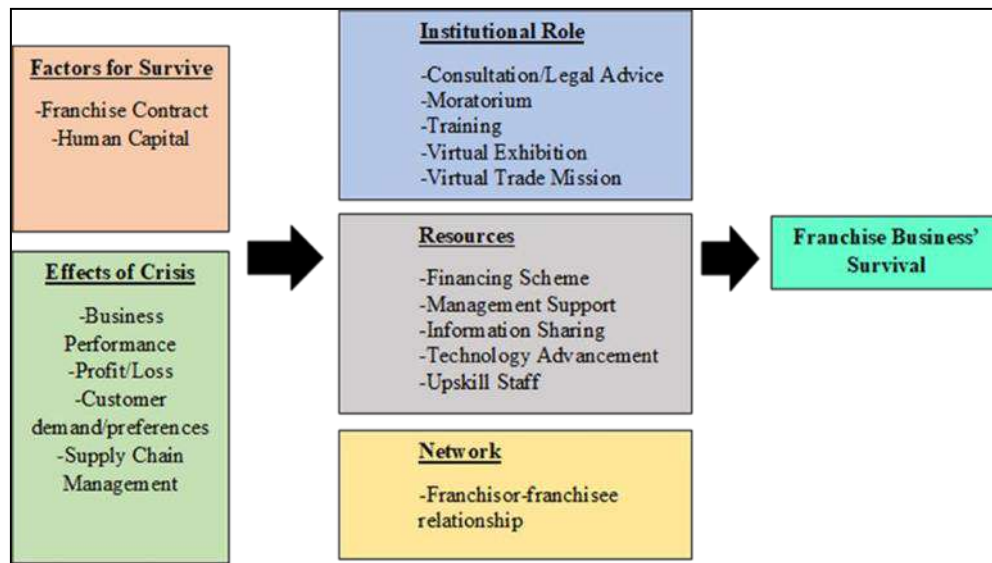 Factors for Survive
-Franchise Contract
-Human Capital
Effects of Crisis
-Business
Performance
-Profit/Loss
-Customer
demand/preferences
-Supply Chain
Management
Institutional Role
-Consultation/Legal Advice
-Moratorium
-Training
-Virtual Exhibition
-Virtual Trade Mission
Resources
-Financing Scheme
-Management Support
-Information Sharing
-Technology Advancement
-Upskill Staff
Network
-Franchisor-franchisee
relationship
Franchise Business’
Survival